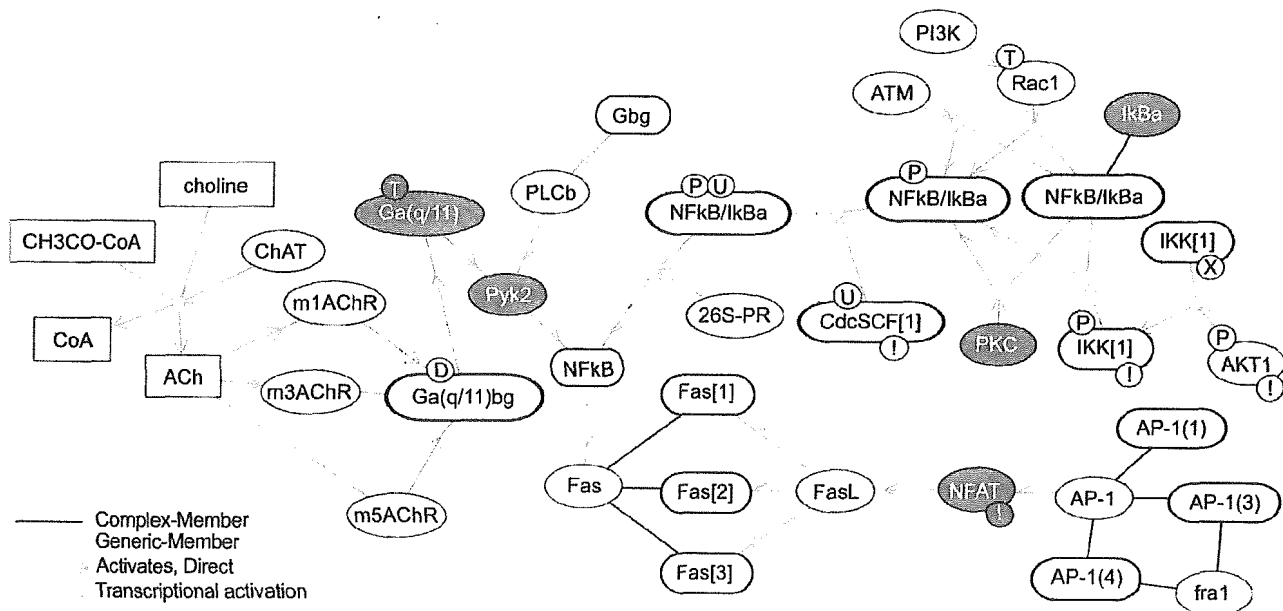 PI3K
T
Rac1
ATM
IkBa
Gbg
choline
T
Ga(q/11)
PLCb
P U
NFkB/IkBa
P
NFkB/IkBa
NFkB/IkBa
CH3CO-CoA
ChAT
IKK[1]
X
m1AChR
Pyk2
26S-PR
U
CdcSCF[1]
!
PKC
P
IKK[1]
!
P
AKT1
!
CoA
ACh
m3AChR
D
Ga(q/11)bg
NFkB
Fas[1]
AP-1(1)
Fas
Fas[2]
FasL
NFAT
!
AP-1
AP-1(3)
m5AChR
Fas[3]
AP-1(4)
fra1
Complex-Member
Generic-Member
Activates, Direct
Transcriptional activation